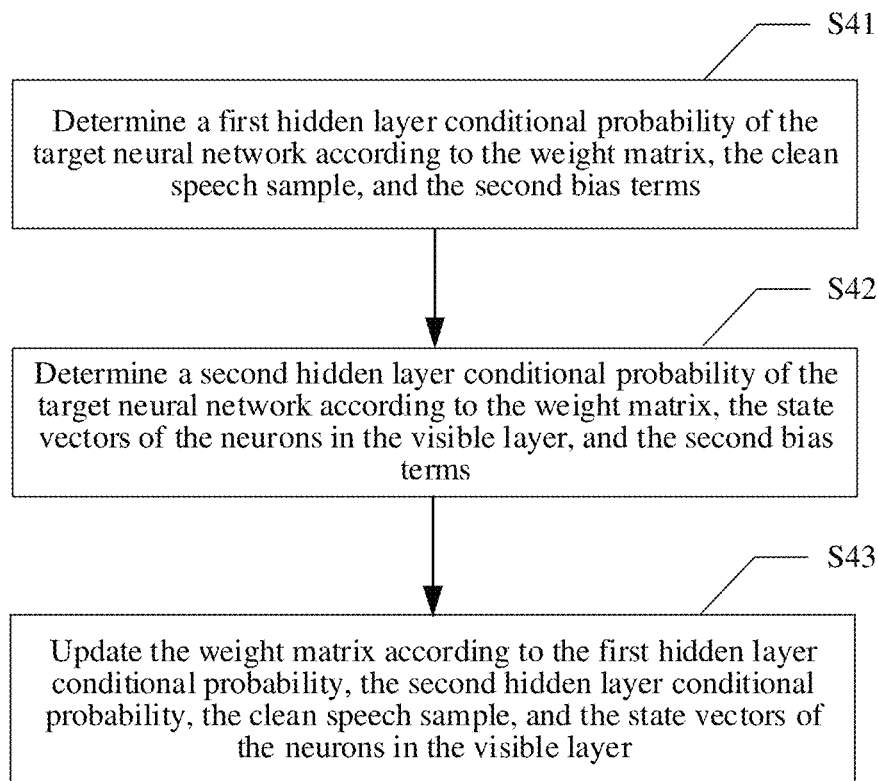 S41
Determine a first hidden layer conditional probability of the
target neural network according to the weight matrix, the clean
speech sample, and the second bias terms
S42
Determine a second hidden layer conditional probability of the
target neural network according to the weight matrix, the state
vectors of the neurons in the visible layer, and the second bias
terms
S43
Update the weight matrix according to the first hidden layer
conditional probability, the second hidden layer conditional
probability, the clean speech sample, and the state vectors of
the neurons in the visible layer